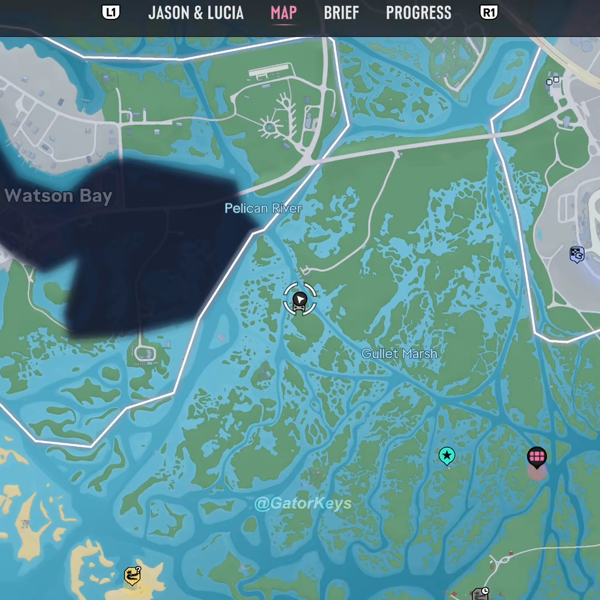 L1 JASON & LUCIA MAP BRIEF PROGRESS R1
Watson Bay
Pelican River
Gullet Marsh
@GatorKeys